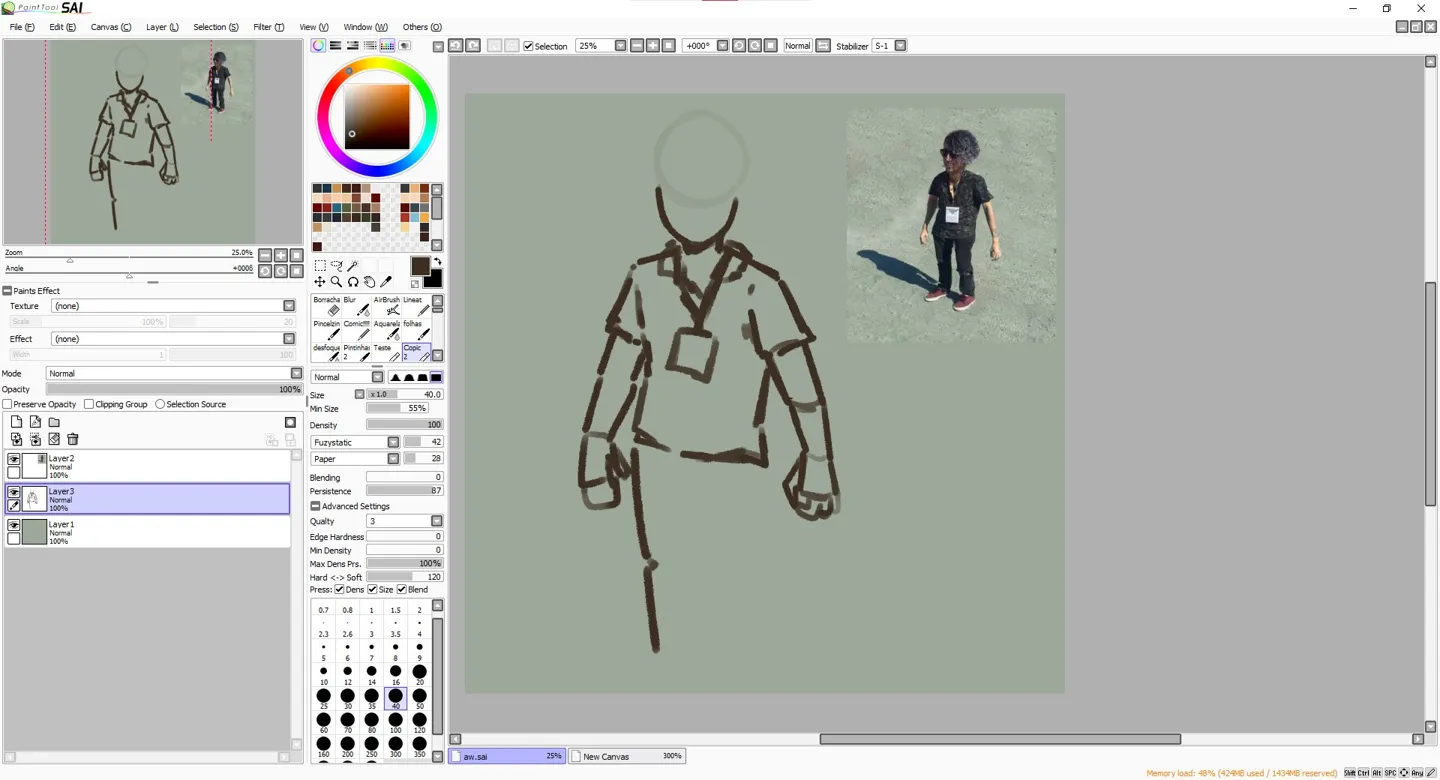 PaintTool SAI
File (F) Edit (E) Canvas (C) Layer (L) Selection (S) Filter (T) View (V) Window (W) Others (O)
Selection 25% +000° Normal Stabilizer S-1
Zoom 25.0%
Angle +0008
Paints Effect
Texture (none)
Scale 100% 20
Effect (none)
Width 1 100
Mode Normal
Opacity 100%
Preserve Opacity Clipping Group Selection Source
Layer2
Normal
100%
Layer3
Normal
100%
Layer1
Normal
100%
Borracha Blur AirBrush Lineat
Pincelzin Comic!!! Aquarela folhas
desfoque Pintinhas 2 Teste Copic 2
Normal
Size x 1.0 40.0
Min Size 55%
Density 100
Fuzystatic 42
Paper 28
Blending 0
Persistence 87
Advanced Settings
Qualty 3
Edge Hardness 0
Min Density 0
Max Dens Prs. 100%
Hard <-> Soft 120
Press: Dens Size Blend
0.7 0.8 1 1.5 2
2.3 2.6 3 3.5 4
5 6 7 8 9
10 12 14 16 20
25 30 35 40 50
60 70 80 100 120
160 200 250 300 350
aw.sai 25% New Canvas 300%
Memory load: 48% (424MB used / 1434MB reserved) Shift Ctrl Alt SPC Any